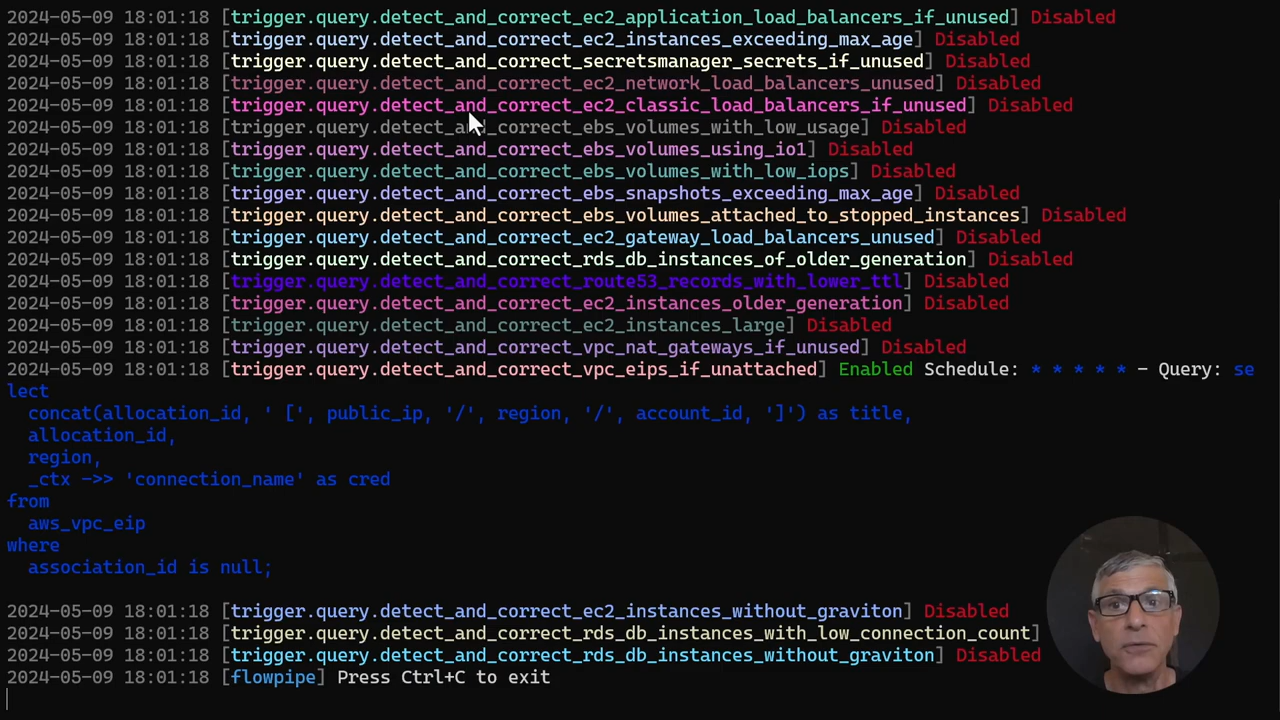 2024-05-09 18:01:18 [trigger.query.detect_and_correct_ec2_application_load_balancers_if_unused] Disabled
2024-05-09 18:01:18 [trigger.query.detect_and_correct_ec2_instances_exceeding_max_age] Disabled
2024-05-09 18:01:18 [trigger.query.detect_and_correct_secretsmanager_secrets_if_unused] Disabled
2024-05-09 18:01:18 [trigger.query.detect_and_correct_ec2_network_load_balancers_unused] Disabled
2024-05-09 18:01:18 [trigger.query.detect_and_correct_ec2_classic_load_balancers_if_unused] Disabled
2024-05-09 18:01:18 [trigger.query.detect_and_correct_ebs_volumes_with_low_usage] Disabled
2024-05-09 18:01:18 [trigger.query.detect_and_correct_ebs_volumes_using_io1] Disabled
2024-05-09 18:01:18 [trigger.query.detect_and_correct_ebs_volumes_with_low_iops] Disabled
2024-05-09 18:01:18 [trigger.query.detect_and_correct_ebs_snapshots_exceeding_max_age] Disabled
2024-05-09 18:01:18 [trigger.query.detect_and_correct_ebs_volumes_attached_to_stopped_instances] Disabled
2024-05-09 18:01:18 [trigger.query.detect_and_correct_ec2_gateway_load_balancers_unused] Disabled
2024-05-09 18:01:18 [trigger.query.detect_and_correct_rds_db_instances_of_older_generation] Disabled
2024-05-09 18:01:18 [trigger.query.detect_and_correct_route53_records_with_lower_ttl] Disabled
2024-05-09 18:01:18 [trigger.query.detect_and_correct_ec2_instances_older_generation] Disabled
2024-05-09 18:01:18 [trigger.query.detect_and_correct_ec2_instances_large] Disabled
2024-05-09 18:01:18 [trigger.query.detect_and_correct_vpc_nat_gateways_if_unused] Disabled
2024-05-09 18:01:18 [trigger.query.detect_and_correct_vpc_eips_if_unattached] Enabled Schedule: * * * * * - Query: se
lect
  concat(allocation_id, ' [', public_ip, '/', region, '/', account_id, ']') as title,
  allocation_id,
  region,
  _ctx ->> 'connection_name' as cred
from
  aws_vpc_eip
where
  association_id is null;
2024-05-09 18:01:18 [trigger.query.detect_and_correct_ec2_instances_without_graviton] Disabled
2024-05-09 18:01:18 [trigger.query.detect_and_correct_rds_db_instances_with_low_connection_count]
2024-05-09 18:01:18 [trigger.query.detect_and_correct_rds_db_instances_without_graviton] Disabled
2024-05-09 18:01:18 [flowpipe] Press Ctrl+C to exit